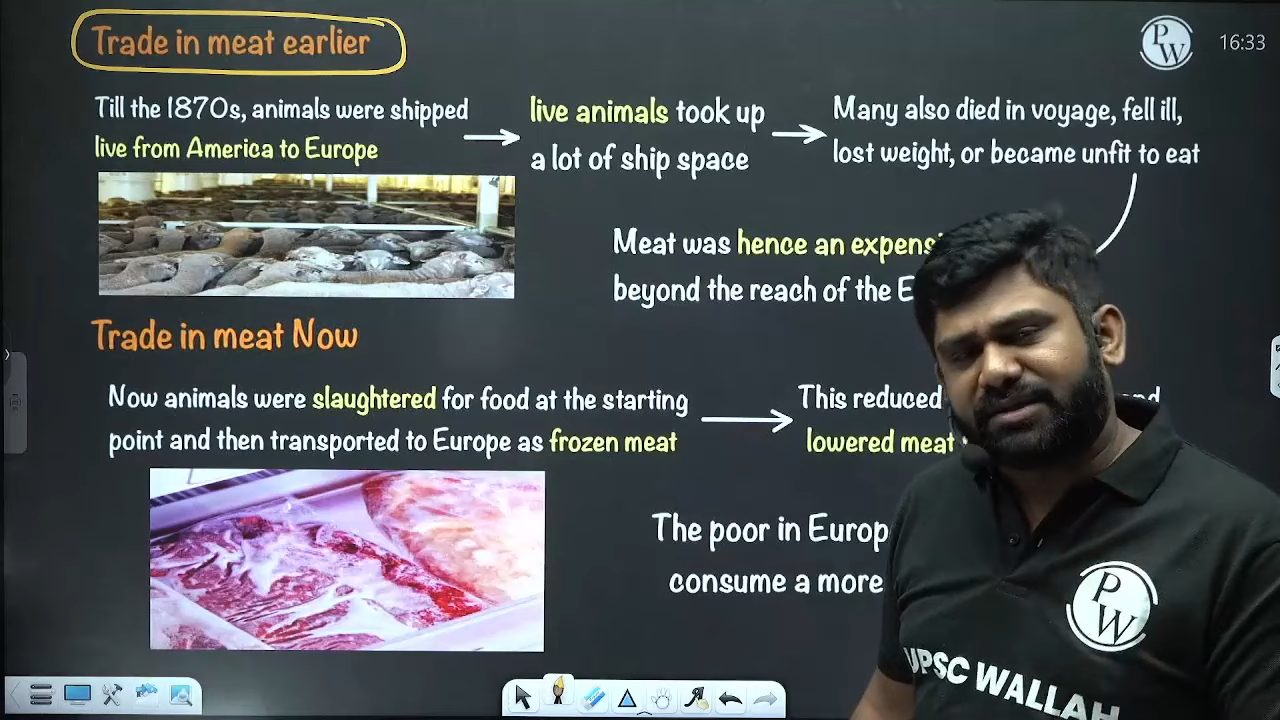 Trade in meat earlier
P
W
16:33
Till the 1870s, animals were shipped
live from America to Europe
live animals took up
a lot of ship space
Many also died in voyage, fell ill,
lost weight, or became unfit to eat
Meat was hence an
beyond the reach of the
Trade in meat Now
Now animals were slaughtered for food at the starting
point and then transported to Europe as frozen meat
This reduced
lowered meat
The poor in
consume a more
P
W
UPSC WALLAH